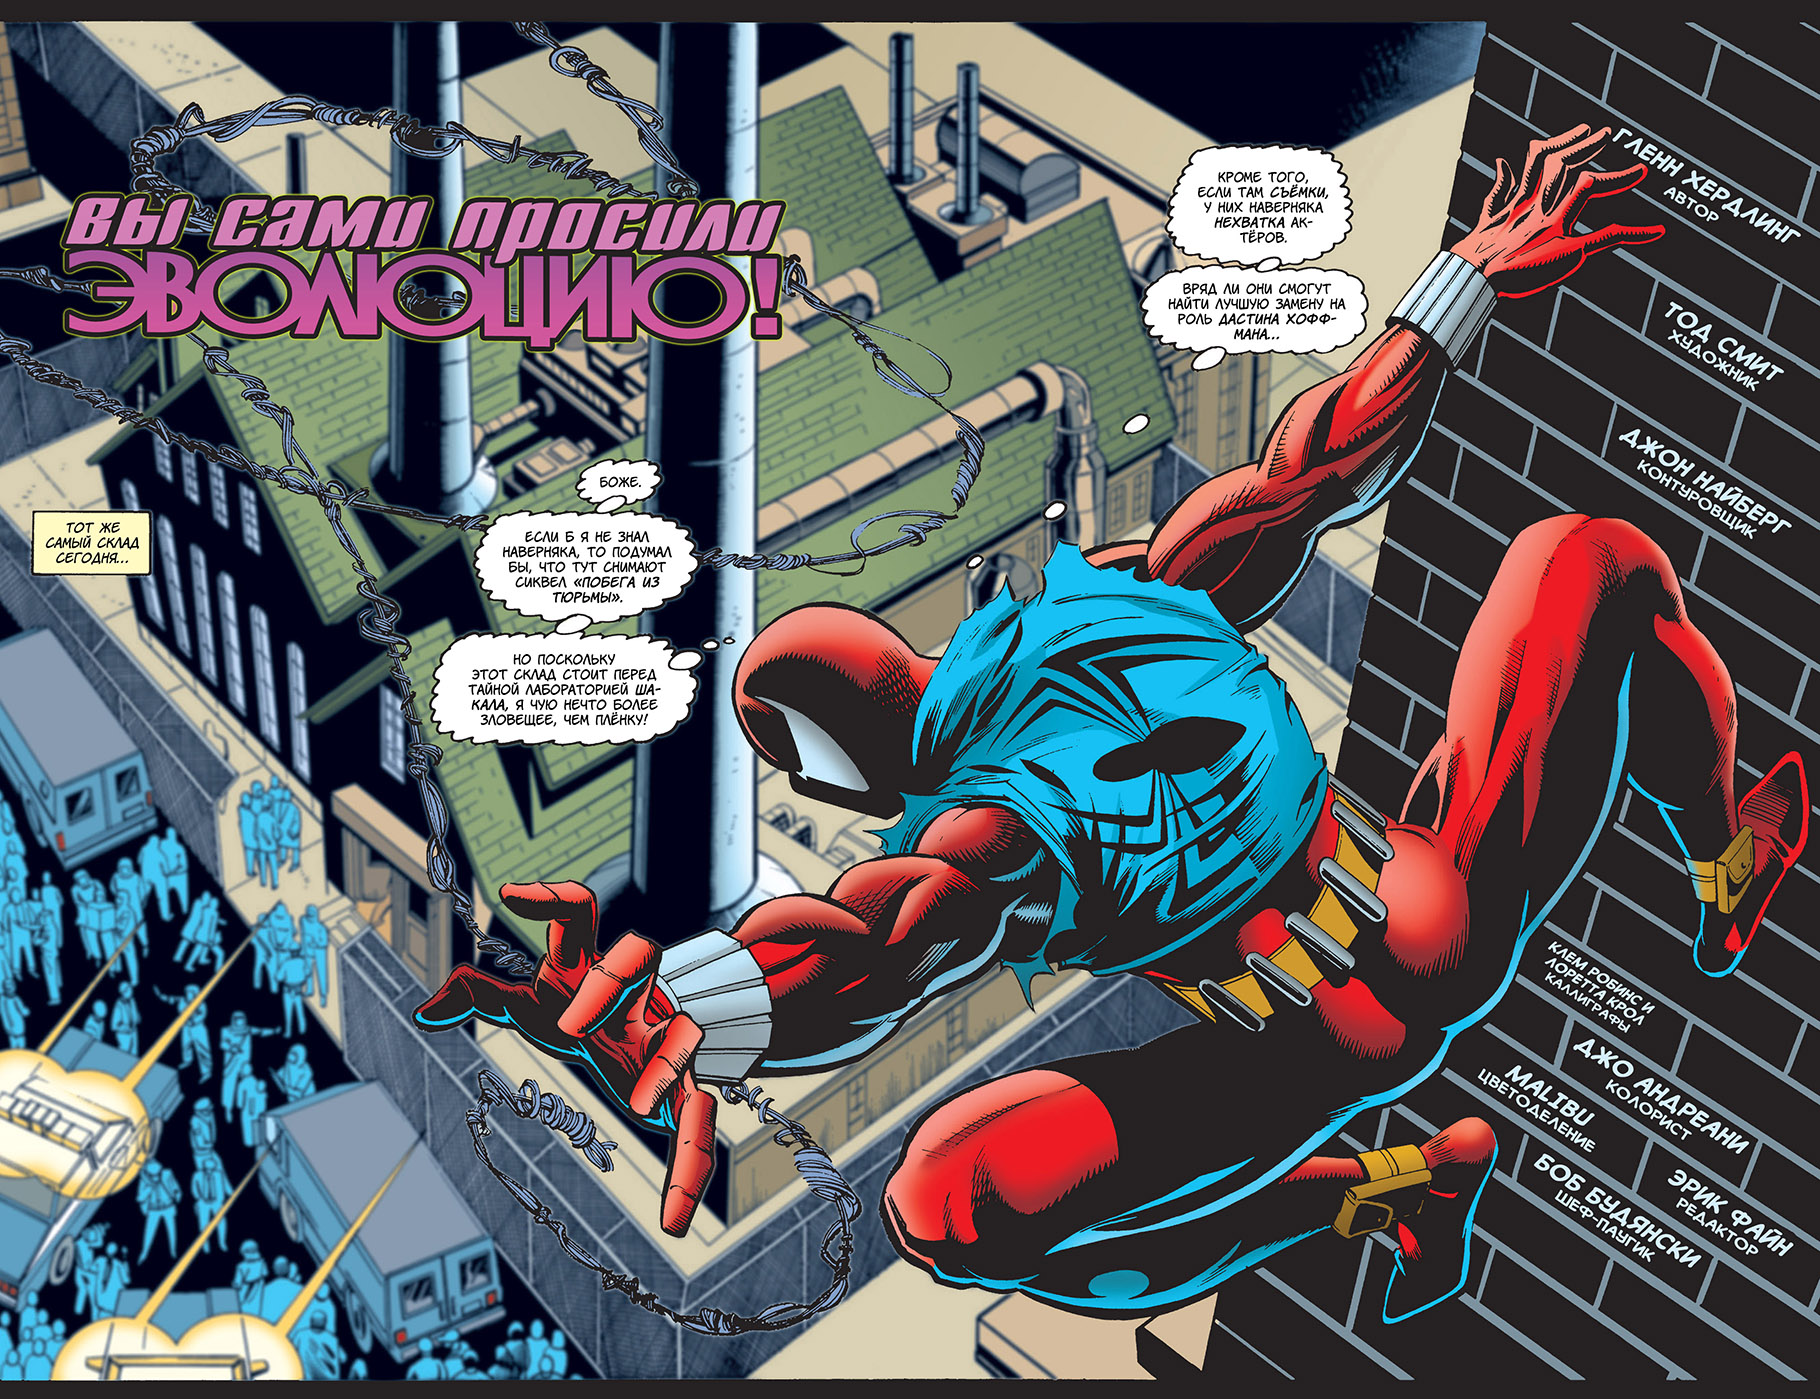 ВЫ САМИ ПРОСИЛИ
ЭВОЛЮЦИЮ!
ТОТ ЖЕ
САМЫЙ СКЛАД
СЕГОДНЯ...
БОЖЕ.
ЕСЛИ Б Я НЕ ЗНАЛ
НАВЕРНЯКА, ТО ПОДУМАЛ
БЫ, ЧТО ТУТ СНИМАЮТ
СИКВЕЛ «ПОБЕГА ИЗ
ТЮРЬМЫ».
НО ПОСКОЛЬКУ
ЭТОТ СКЛАД СТОИТ ПЕРЕД
ТАЙНОЙ ЛАБОРАТОРИЕЙ ША-
КАЛА, Я ЧУЮ НЕЧТО БОЛЕЕ
ЗЛОВЕЩЕЕ, ЧЕМ ПЛЁНКУ!
КРОМЕ ТОГО,
ЕСЛИ ТАМ СЪЁМКИ,
У НИХ НАВЕРНЯКА
НЕХВАТКА АК-
ТЁРОВ.
ВРЯД ЛИ ОНИ СМОГУТ
НАЙТИ ЛУЧШУЮ ЗАМЕНУ НА
РОЛЬ ДАСТИНА ХОФФ-
МАНА...
ГЛЕНН ХЕРДЛИНГ
АВТОР
ТОД СМИТ
ХУДОЖНИК
ДЖОН НАЙБЕРГ
КОНТУРОВЩИК
КЛЕМ РОБИНС И
ЛОРЕТТА КРОЛ
КАЛЛИГРАФЫ
ДЖО АНДРЕАНИ
КОЛОРИСТ
MALIBU
ЦВЕТОДЕЛЕНИЕ
ЭРИК ФАЙН
РЕДАКТОР
БОБ БУДЯНСКИ
ШЕФ-ПАУГИК